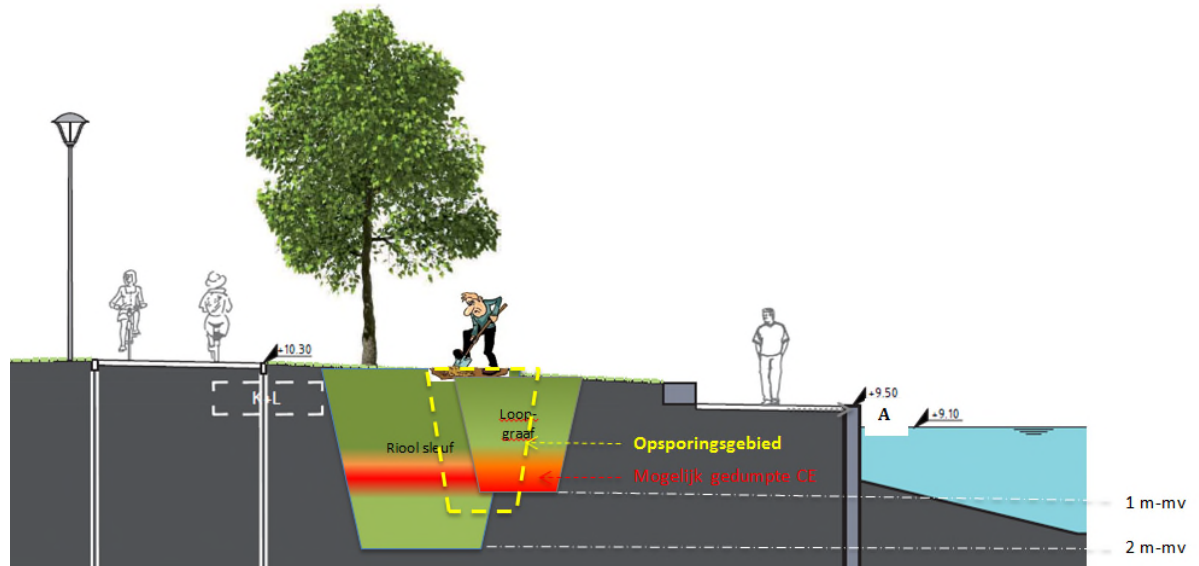 +10.30
K+L
+9.50
A
+9.10
Loop-
graaf
Riool sleuf
Opsporingsgebied
Mogelijk gedumpte CE
1 m-mv
2 m-mv